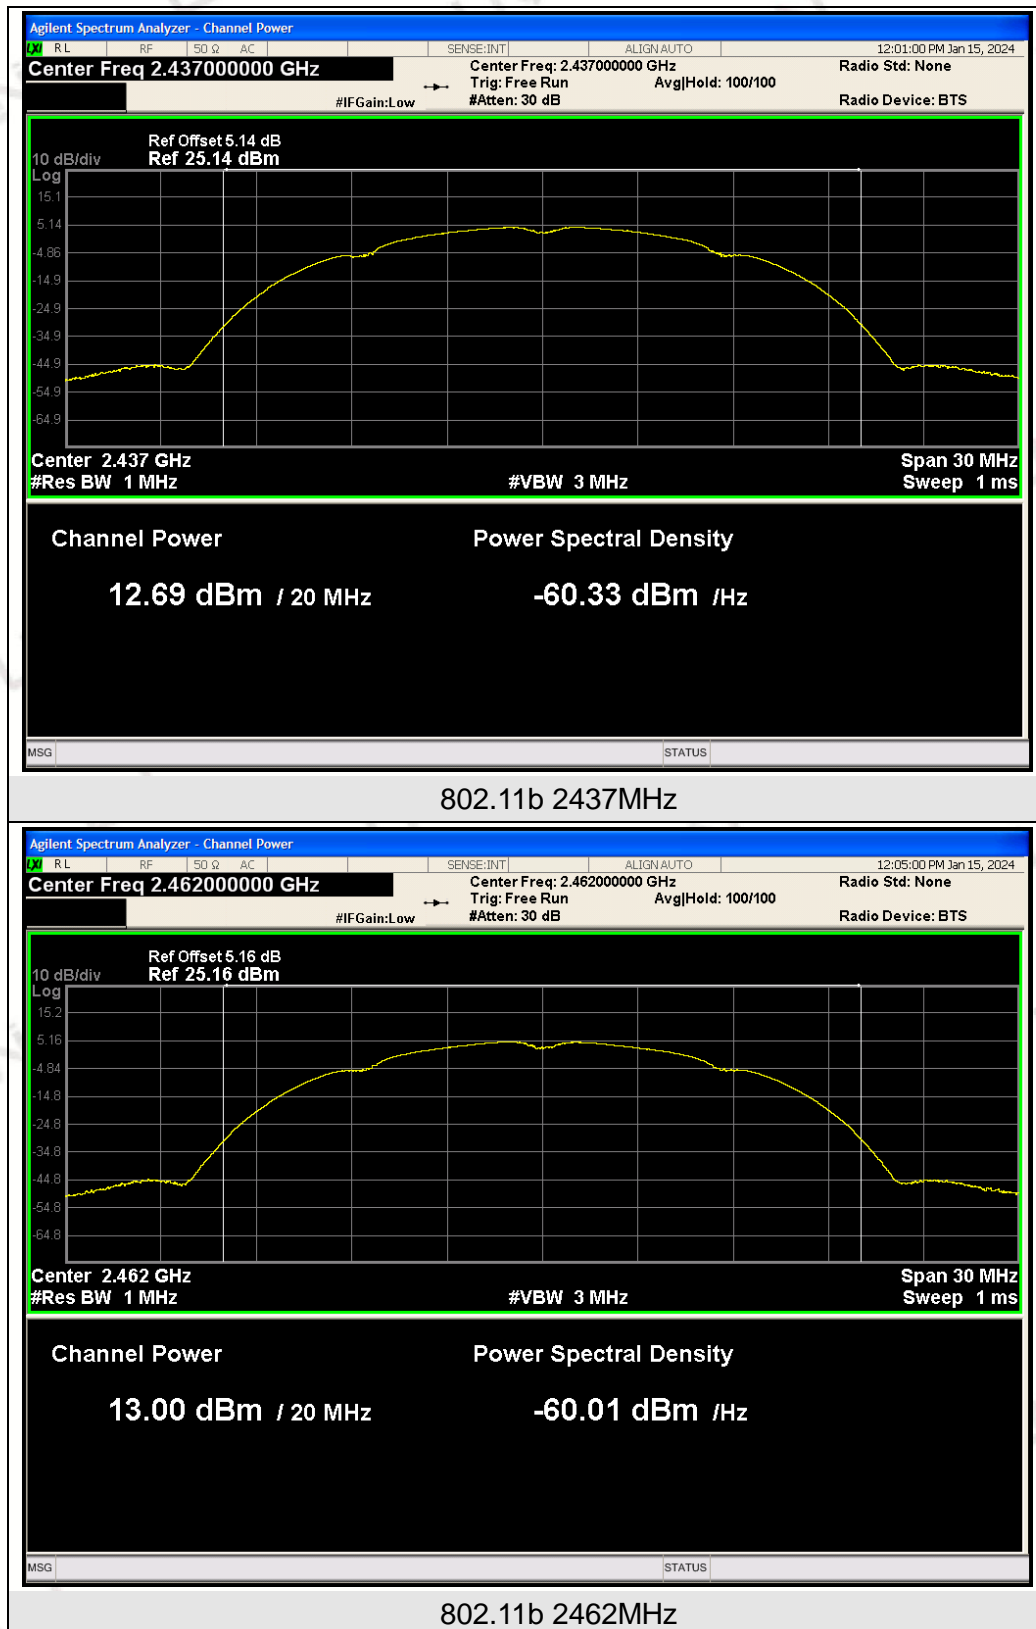 Agilent Spectrum Analyzer - Channel Power
LXI RL RF 50 Ω AC SENSE:INT ALIGN AUTO 12:01:00 PM Jan 15, 2024
Center Freq 2.437000000 GHz Center Freq: 2.437000000 GHz Radio Std: None
Trig: Free Run Avg|Hold: 100/100
#IFGain:Low #Atten: 30 dB Radio Device: BTS
Ref Offset 5.14 dB
10 dB/div Ref 25.14 dBm
Log
15.1
5.14
-4.86
-14.9
-24.9
-34.9
-44.9
-54.9
-64.9
Center 2.437 GHz Span 30 MHz
#Res BW 1 MHz #VBW 3 MHz Sweep 1 ms
Channel Power Power Spectral Density
12.69 dBm / 20 MHz -60.33 dBm /Hz
MSG STATUS
802.11b 2437MHz
Agilent Spectrum Analyzer - Channel Power
LXI RL RF 50 Ω AC SENSE:INT ALIGN AUTO 12:05:00 PM Jan 15, 2024
Center Freq 2.462000000 GHz Center Freq: 2.462000000 GHz Radio Std: None
Trig: Free Run Avg|Hold: 100/100
#IFGain:Low #Atten: 30 dB Radio Device: BTS
Ref Offset 5.16 dB
10 dB/div Ref 25.16 dBm
Log
15.2
5.16
-4.84
-14.8
-24.8
-34.8
-44.8
-54.8
-64.8
Center 2.462 GHz Span 30 MHz
#Res BW 1 MHz #VBW 3 MHz Sweep 1 ms
Channel Power Power Spectral Density
13.00 dBm / 20 MHz -60.01 dBm /Hz
MSG STATUS
802.11b 2462MHz